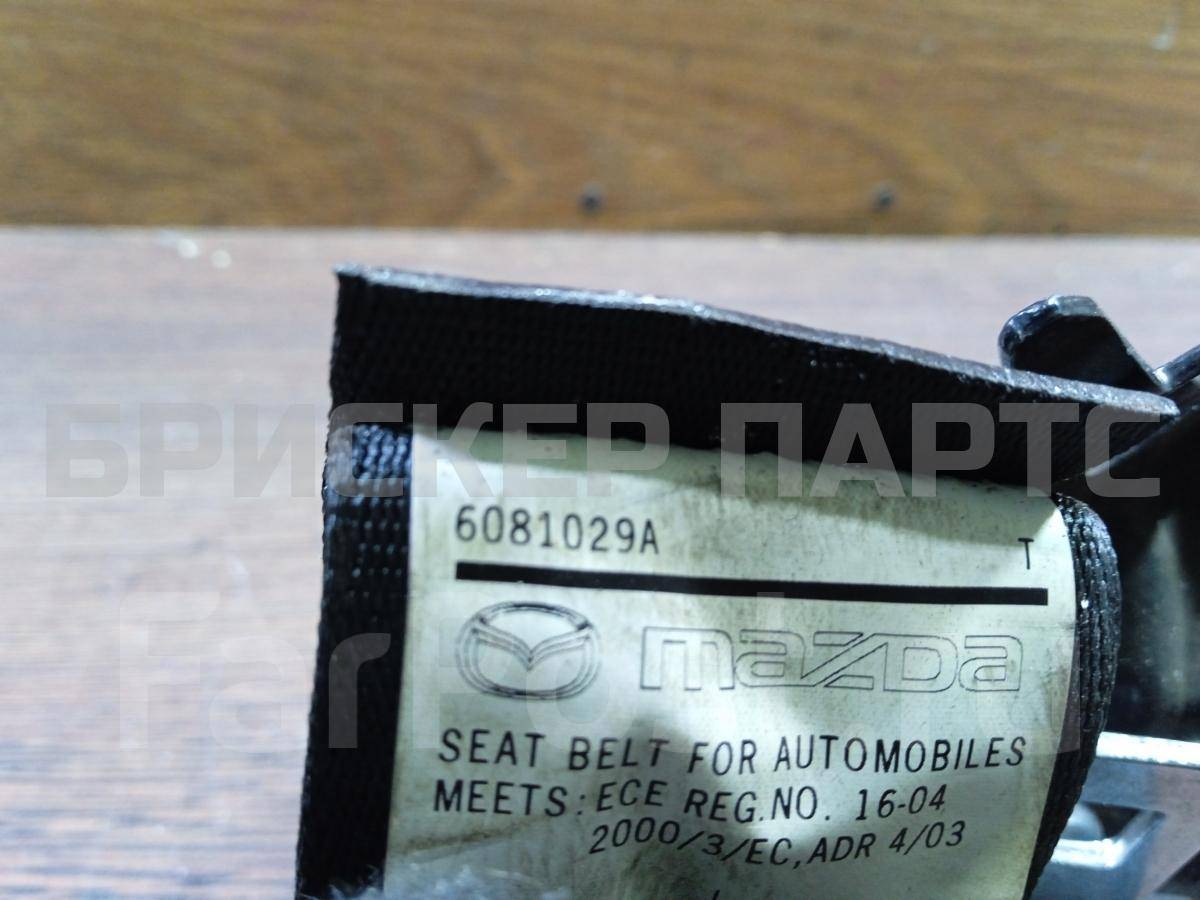 БРИСКЕР ПАРТС
6081029A T
mazda
SEAT BELT FOR AUTOMOBILES
MEETS: ECE REG.NO. 16-04
2000/3/EC, ADR 4/03